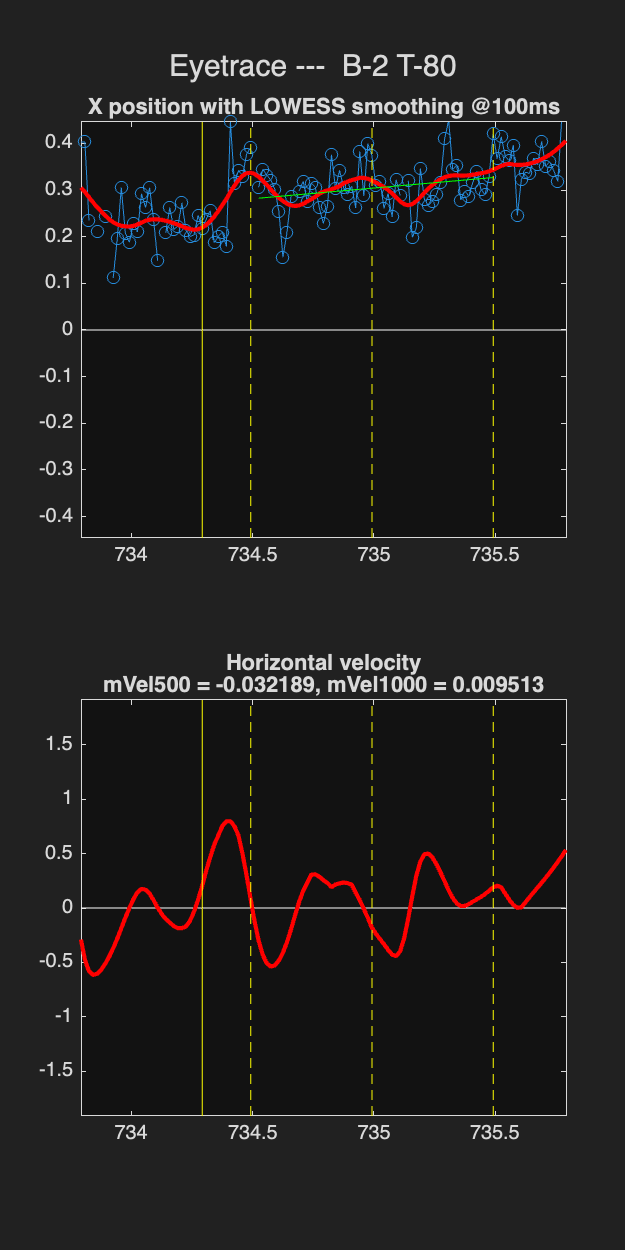 Eyetrace ---  B-2 T-80
X position with LOWESS smoothing @100ms
0.4
0.3
0.2
0.1
0
-0.1
-0.2
-0.3
-0.4
734 734.5 735 735.5
Horizontal velocity
mVel500 = -0.032189, mVel1000 = 0.009513
1.5
1
0.5
0
-0.5
-1
-1.5
734 734.5 735 735.5